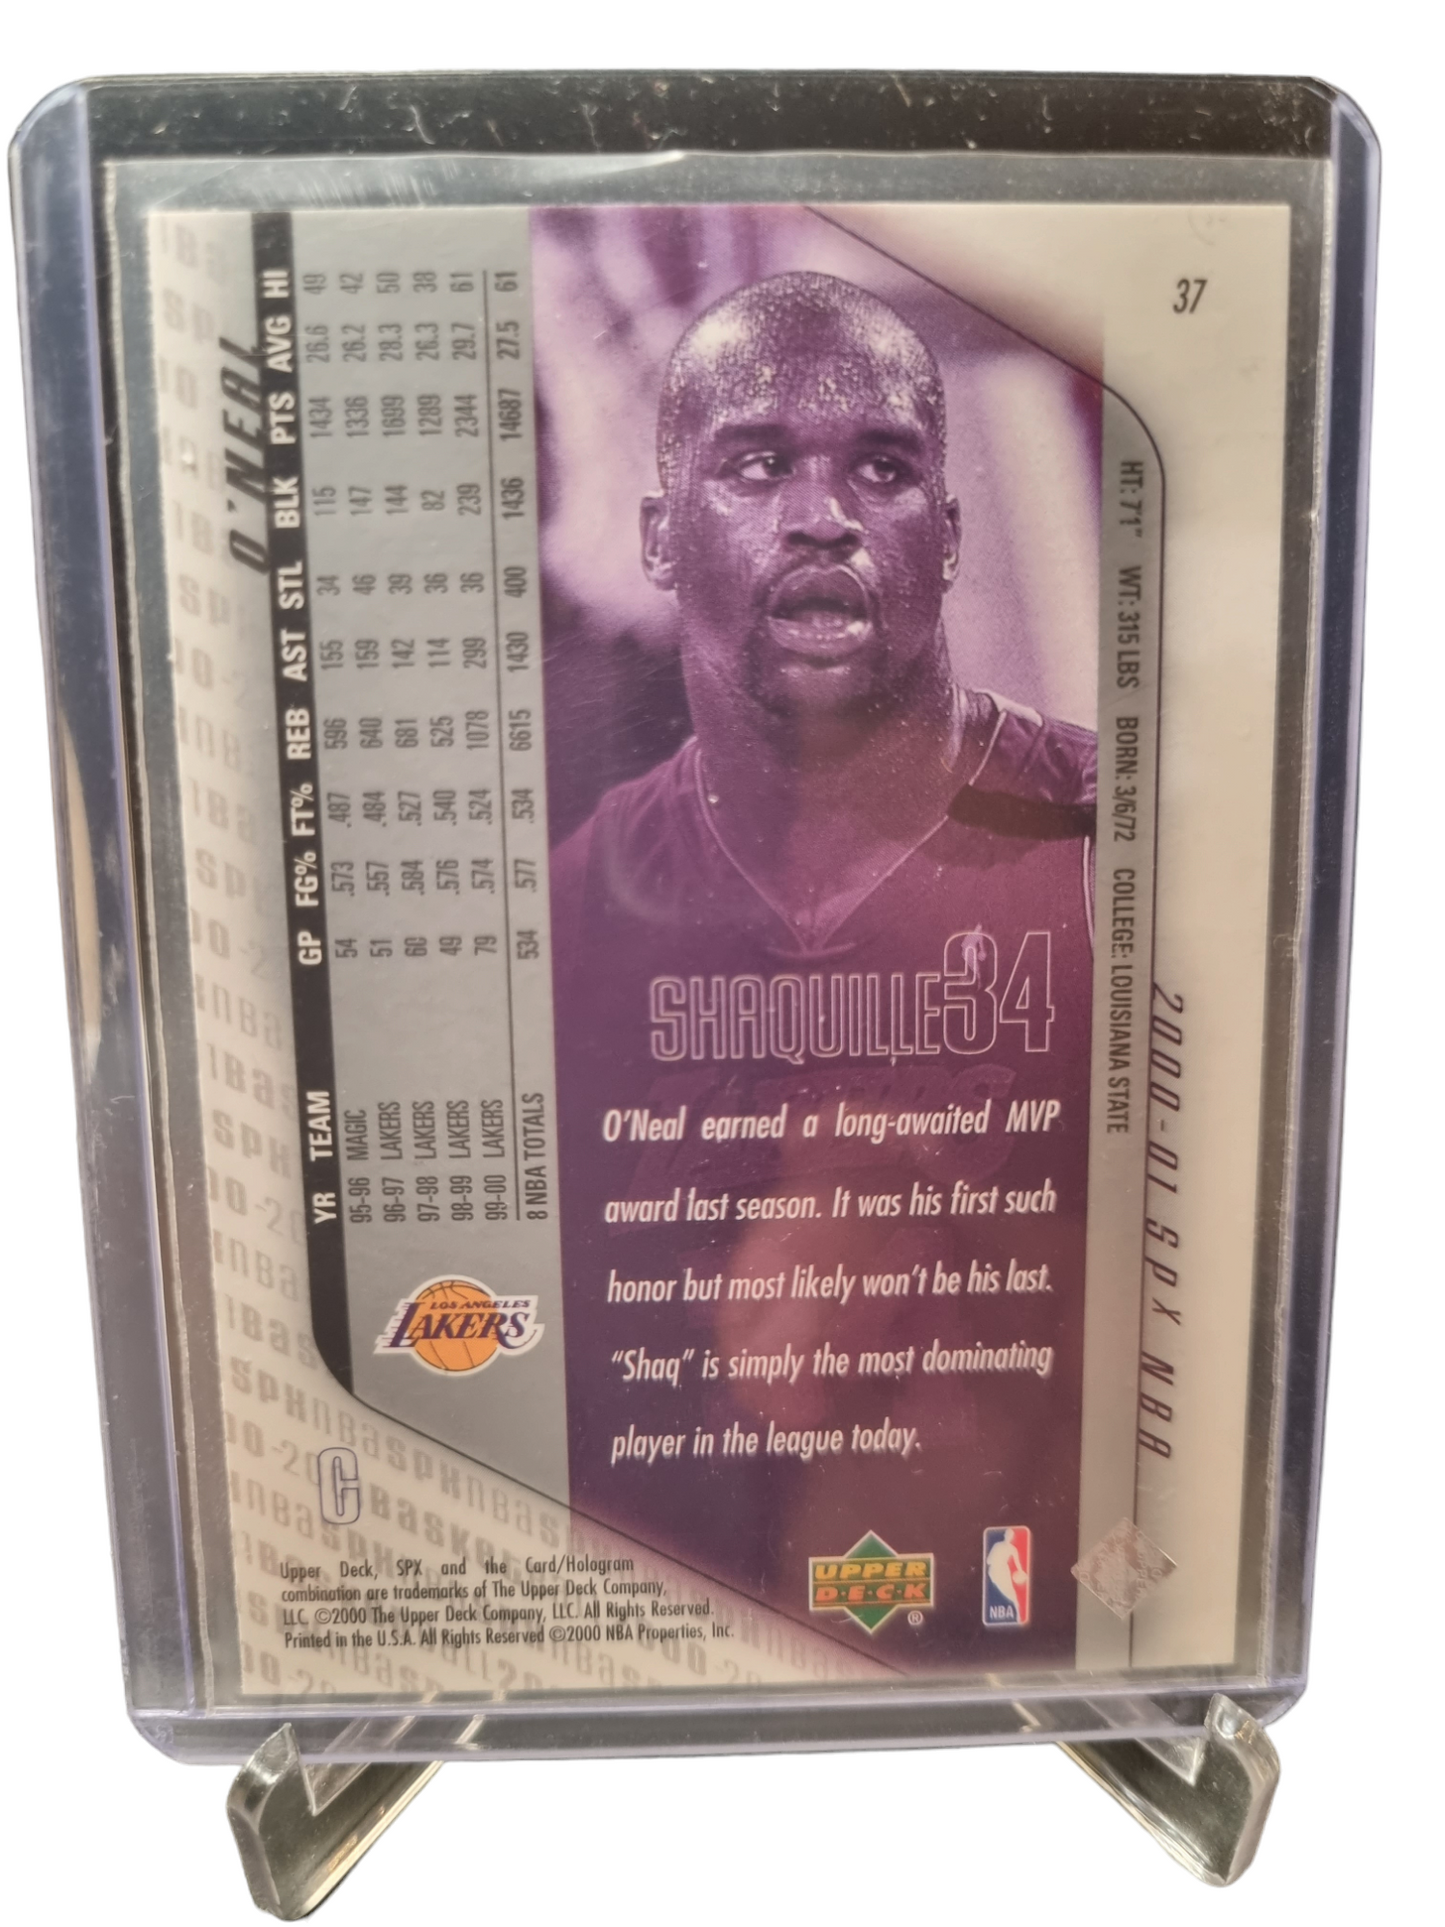 37
O'NEAL
YR TEAM GP FG% FT% REB AST STL BLK PTS AVG HI
95-96 MAGIC 54 .573 .487 596 155 34 115 1434 26.6 49
96-97 LAKERS 51 .557 .484 640 159 46 147 1336 26.2 42
97-98 LAKERS 60 .584 .527 681 142 39 144 1699 28.3 50
98-99 LAKERS 49 .576 .540 525 114 36 82 1289 26.3 38
99-00 LAKERS 79 .574 .524 1078 299 36 239 2344 29.7 61
8 NBA TOTALS 534 .577 .534 6615 1430 400 1436 14687 27.5 61
LOS ANGELES
LAKERS
C
HT: 7'1" WT: 315 LBS BORN: 3/6/72 COLLEGE: LOUISIANA STATE
2000-01 SPX NBA
SHAQUILLE 34
O'Neal earned a long-awaited MVP
award last season. It was his first such
honor but most likely won't be his last.
"Shaq" is simply the most dominating
player in the league today.
UPPER
DECK®
NBA
Upper Deck, SPX and the Card/Hologram
combination are trademarks of The Upper Deck Company,
LLC. ©2000 The Upper Deck Company, LLC. All Rights Reserved.
Printed in the U.S.A. All Rights Reserved ©2000 NBA Properties, Inc.